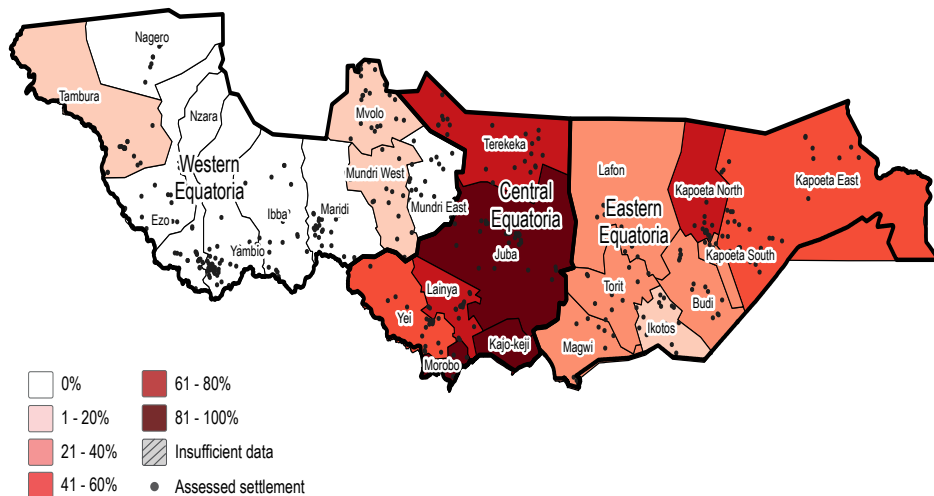 Nagero
Tambura
Nzara
Mvolo
Terekeka
Western
Equatoria
Mundri West
Lafon
Kapoeta North
Kapoeta East
Central
Equatoria
Ezo
Ibba
Maridi
Mundri East
Eastern
Equatoria
Yambio
Juba
Kapoeta South
Lainya
Torit
Budi
Yei
Ikotos
Magwi
Kajo-keji
Morobo
0%
1 - 20%
21 - 40%
41 - 60%
61 - 80%
81 - 100%
Insufficient data
Assessed settlement